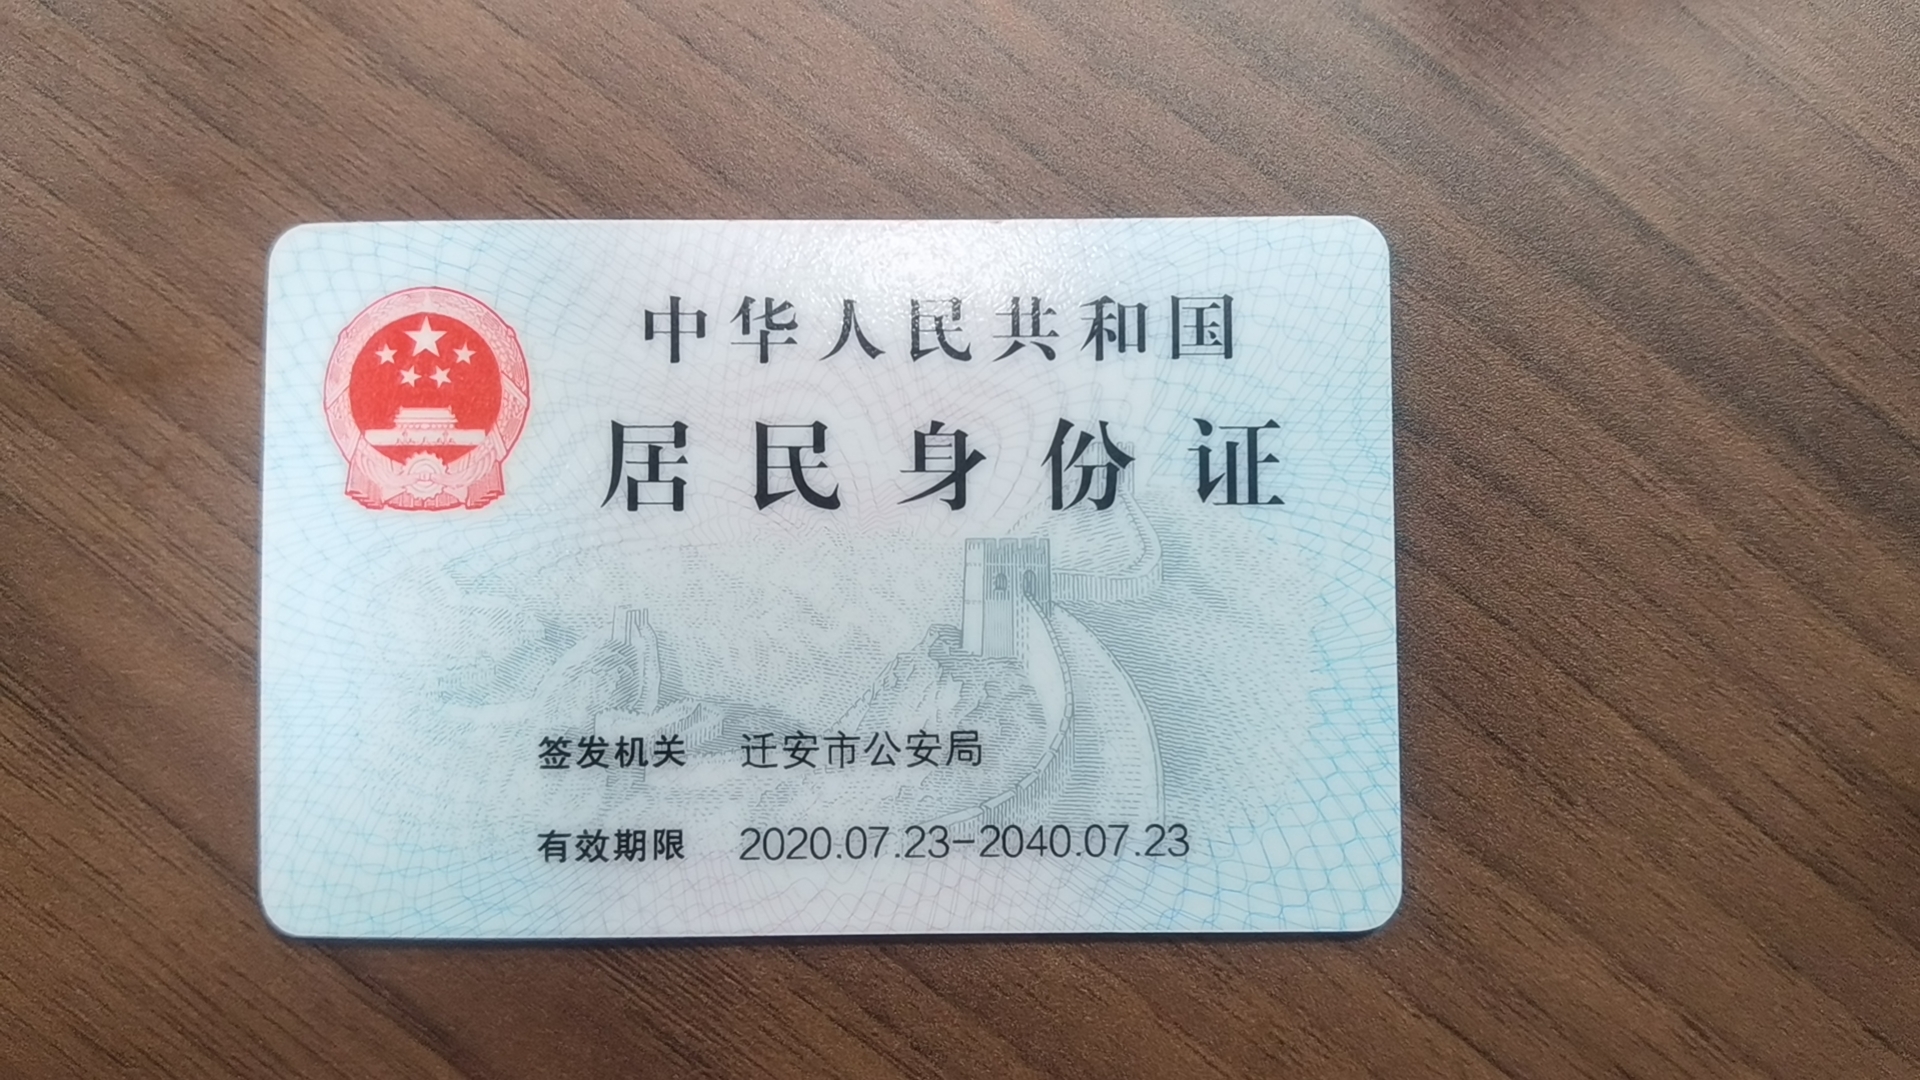 中华人民共和国
居民身份证
签发机关 迁安市公安局
有效期限 2020.07.23-2040.07.23